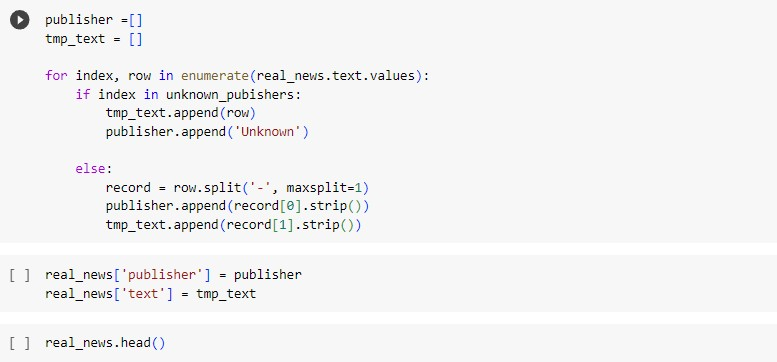 publisher =[]
tmp_text = []
for index, row in enumerate(real_news.text.values):
if index in unknown_pubishers:
tmp_text.append(row)
publisher.append('Unknown')
else:
record = row.split('-', maxsplit=1)
publisher.append(record[0].strip())
tmp_text.append(record[1].strip())
[ ] real_news['publisher'] = publisher
real_news['text'] = tmp_text
[ ] real_news.head()